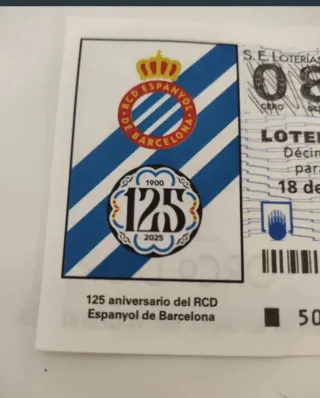 RCD ESPANYOL
DE BARCELONA
1900
125
2025
125 aniversario del RCD
Espanyol de Barcelona
S.E. LOTERÍAS
08
CERO
LOTE
Décim
para
18 de
50